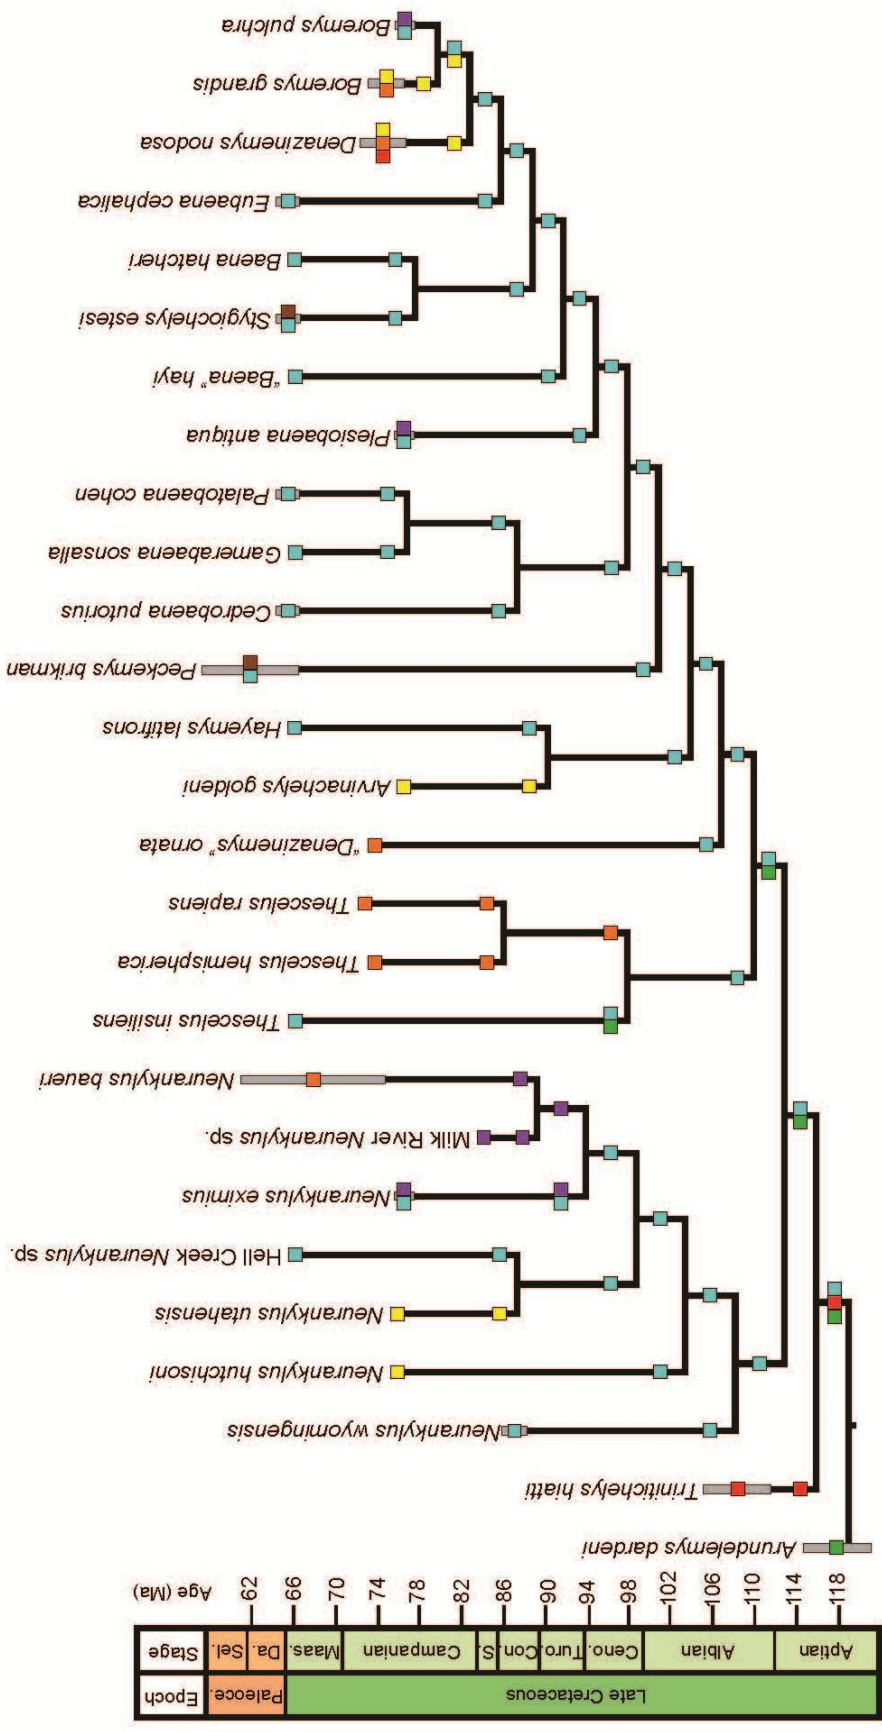 Late Cretaceous Paleoce. Epoch
Aptian Albian Ceno. Turo. Con. S. Campanian Maas. Da. Sel. Stage
118 114 110 106 102 98 94 90 86 82 78 74 70 66 62 Age (Ma)
Arundelemys dardeni
Trinitichelys hiatti
Neurankylus wyomingensis
Neurankylus hutchisoni
Neurankylus utahensis
Hell Creek Neurankylus sp.
Neurankylus eximius
Milk River Neurankylus sp.
Neurankylus baueri
Thescelus insiliens
Thescelus hemispherica
Thescelus rapiens
"Denazinemys" ornata
Arvinachelys goldeni
Hayemys latifrons
Peckemys brikman
Cedrobaena putorius
Gamerabaena sonsalla
Palatobaena cohen
Plesiobaena antiqua
"Baena" hayi
Stygiochelys estesi
Baena hatcheri
Eubaena cephalica
Denazinemys nodosa
Boremys grandis
Boremys pulchra